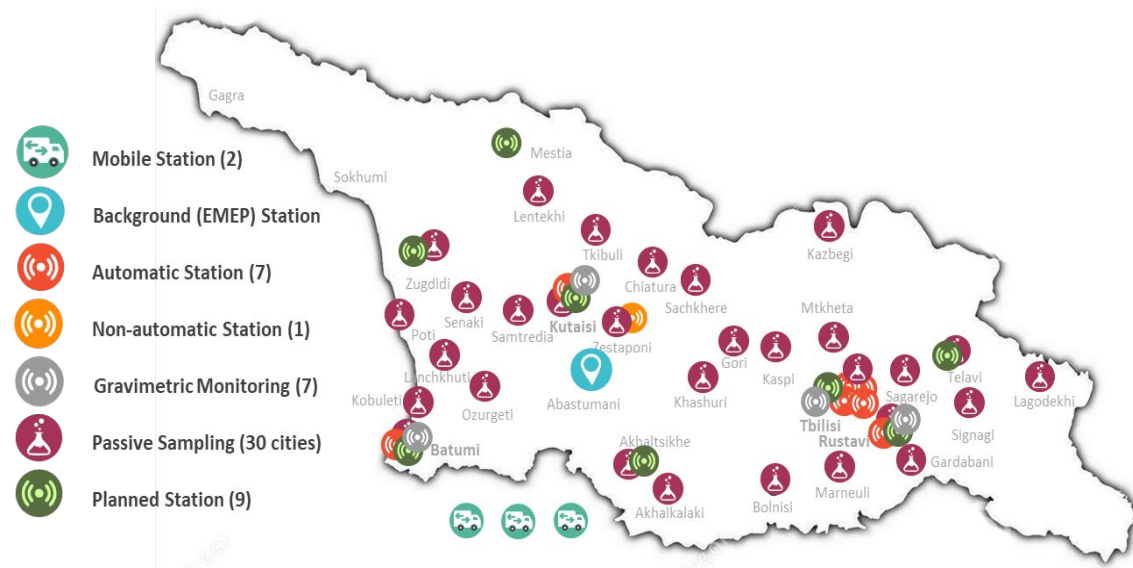 Gagra
Mestia
Mobile Station (2)
Sokhumi
Lentekhi
Background (EMEP) Station
Tkibuli
Kazbegi
Automatic Station (7)
Zugdidi
Chiatura
Sachkhere
Mtkheta
Non-automatic Station (1)
Senaki
Samtredia
Kutaisi
Poti
Zestaponi
Gori
Kaspi
Telavi
Gravimetric Monitoring (7)
Lanchkhuti
Kobuleti
Ozurgeti
Abastumani
Khashuri
Sagarejo
Lagodekhi
Passive Sampling (30 cities)
Batumi
Akhaltsikhe
Tbilisi
Rustavi
Signagi
Gardabani
Planned Station (9)
Akhalkalaki
Bolnisi
Marneuli